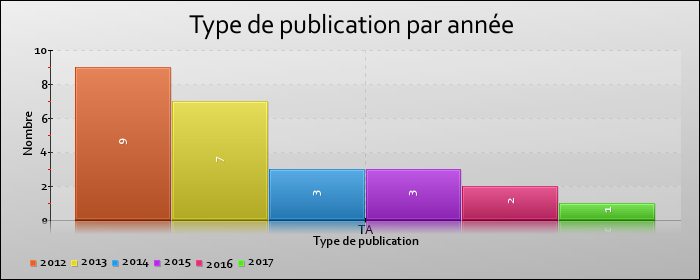 Type de publication par année
Nombre
10
8
6
4
2
0
9
7
3
3
2
1
TA
Type de publication
2012 2013 2014 2015 2016 2017